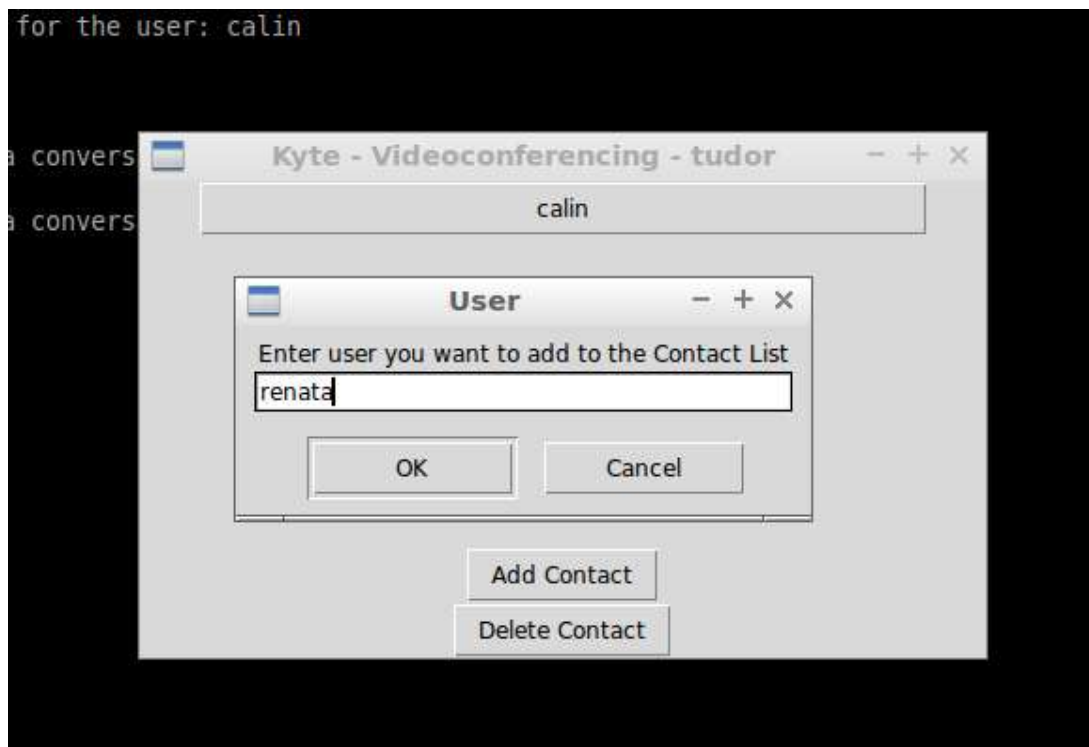 for the user: calin
a convers
Kyte - Videoconferencing - tudor
a convers
calin
User
Enter user you want to add to the Contact List
renata
OK Cancel
Add Contact
Delete Contact